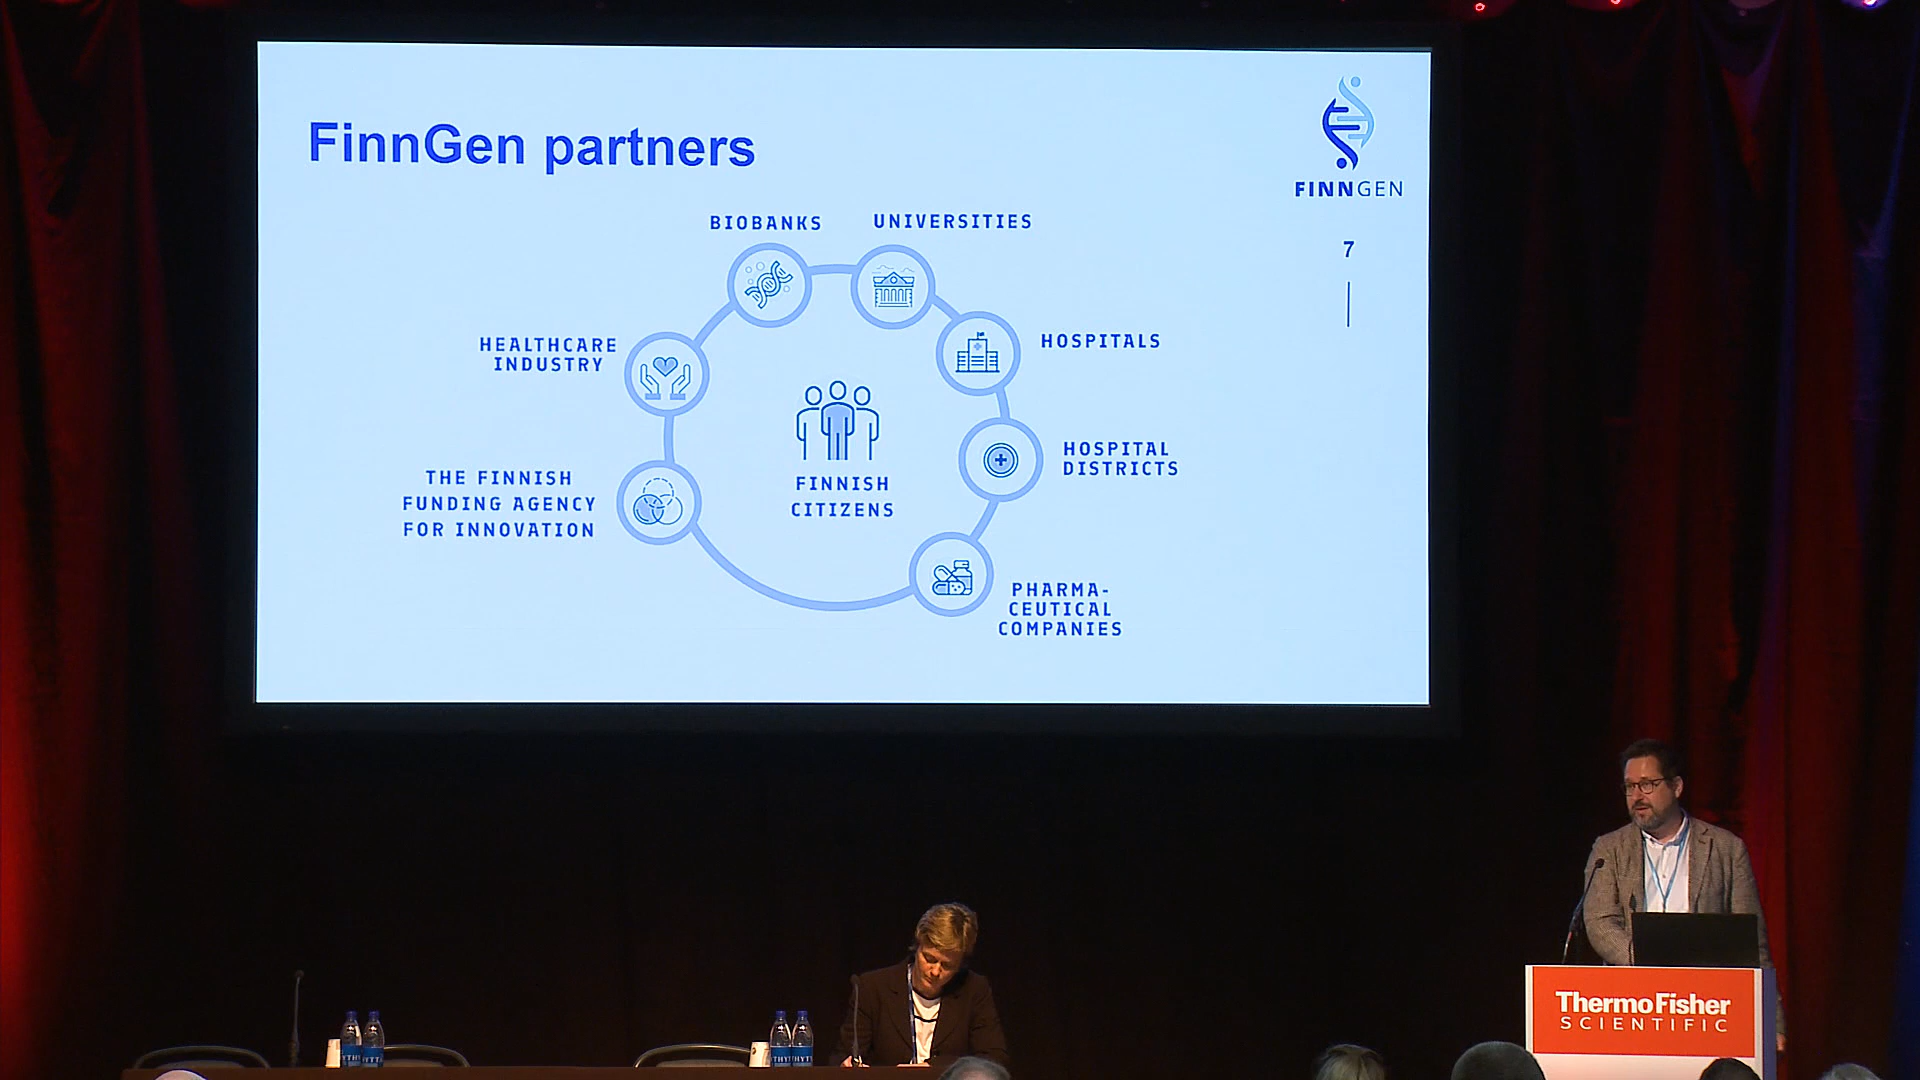 FinnGen partners
FINNGEN
7
BIOBANKS
UNIVERSITIES
HEALTHCARE
INDUSTRY
HOSPITALS
THE FINNISH
FUNDING AGENCY
FOR INNOVATION
FINNISH
CITIZENS
HOSPITAL
DISTRICTS
PHARMA-
CEUTICAL
COMPANIES
ThermoFisher
SCIENTIFIC